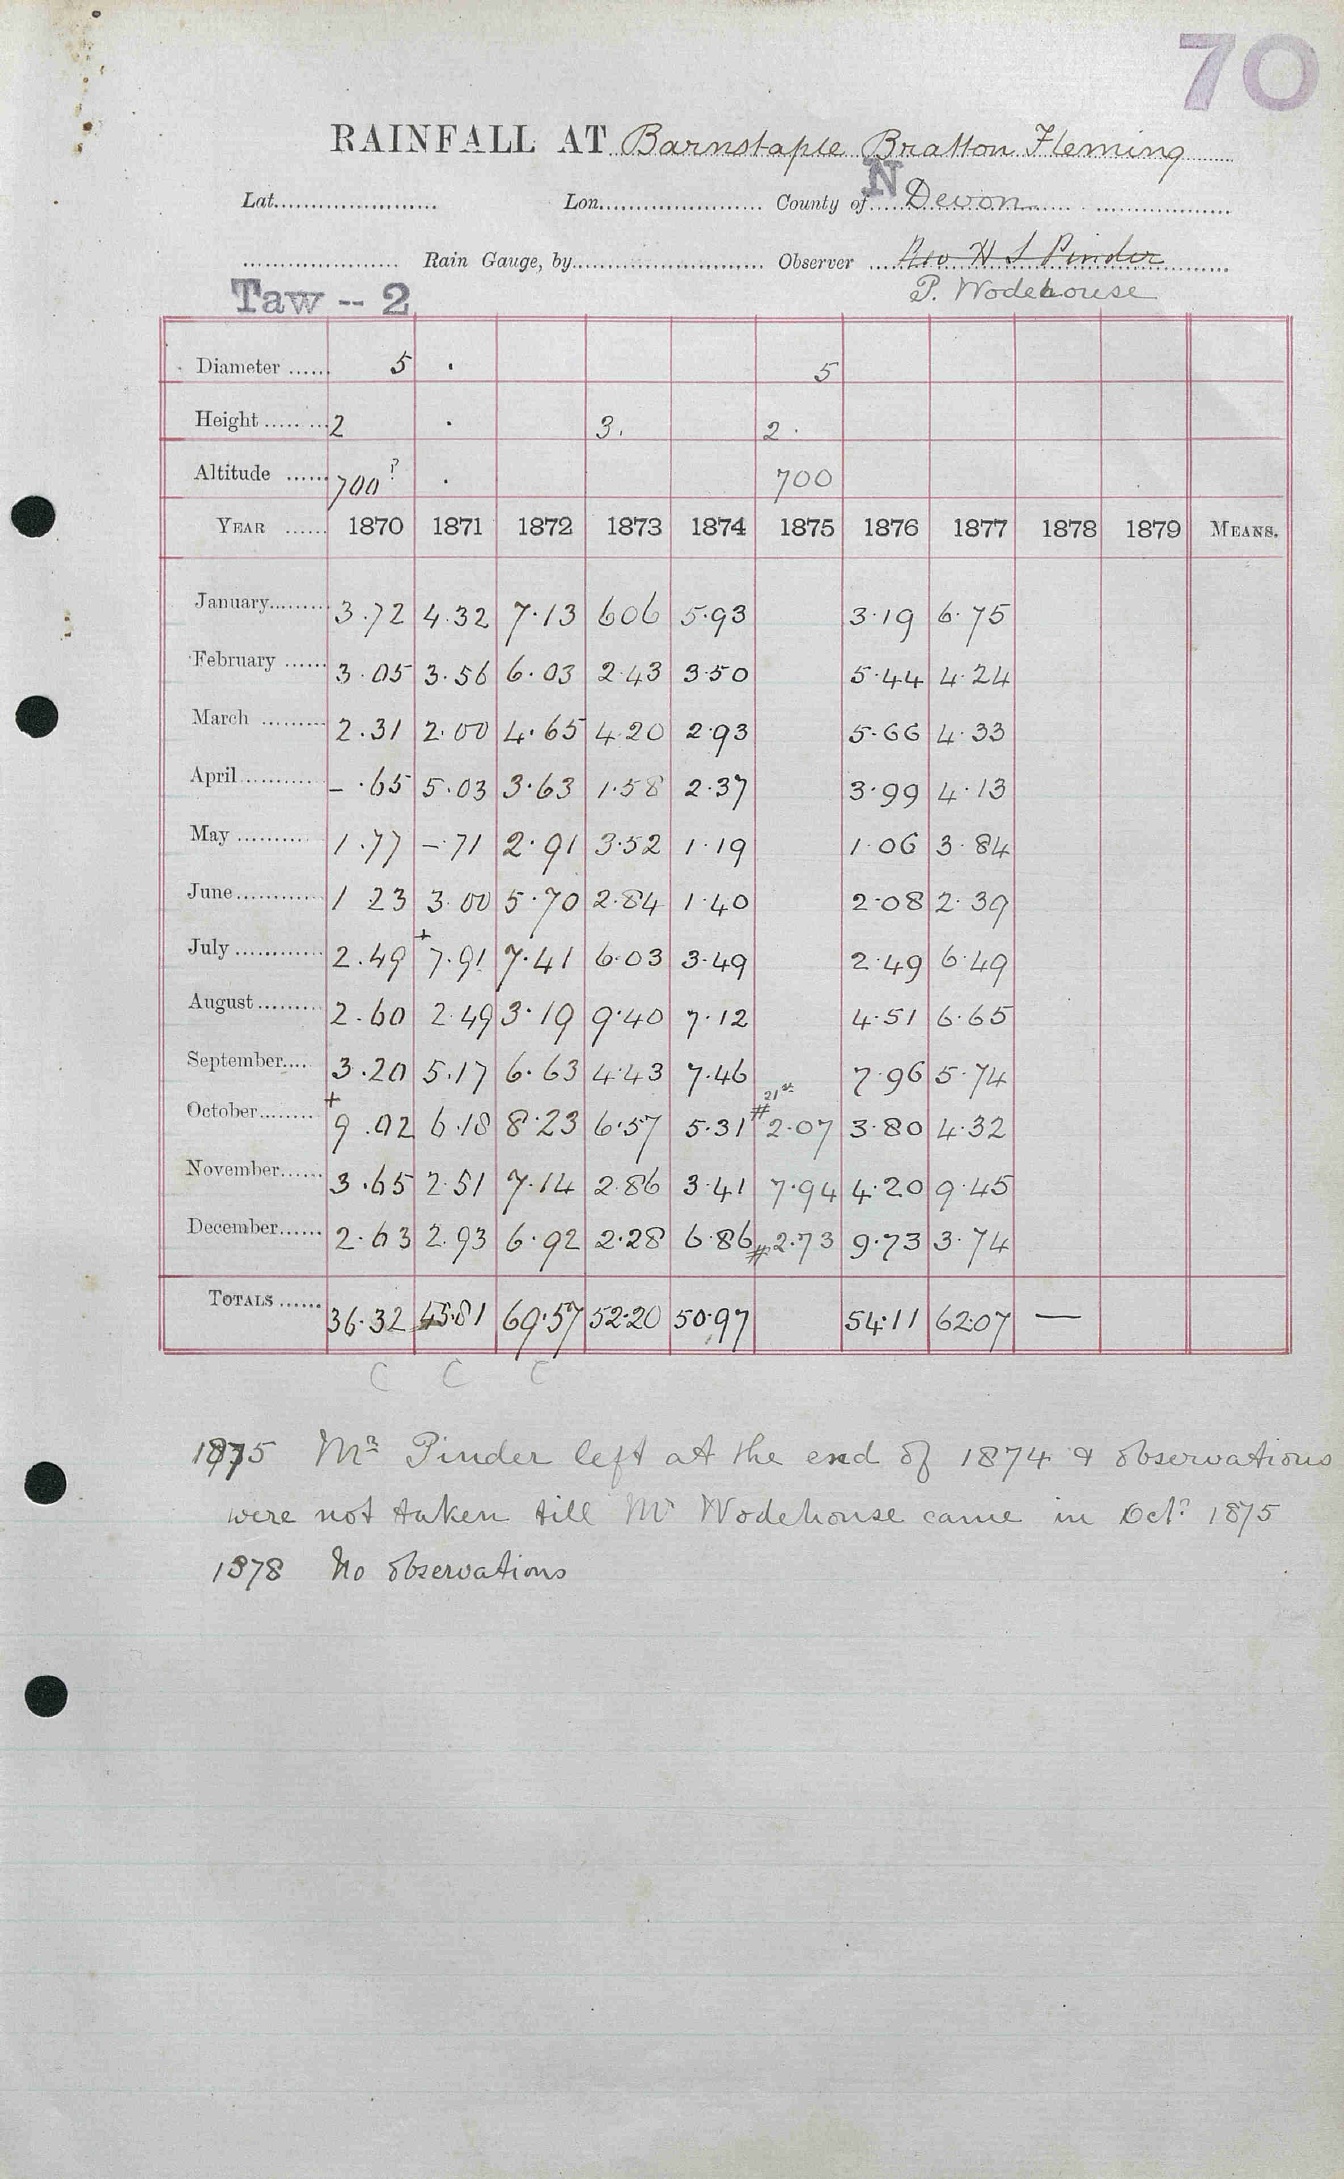 70
RAINFALL AT Barnstaple Bratton Fleming
Lat. Lon. County of N Devon
Rain Gauge, by Observer Rev H S Pinder
Taw -- 2 P. Wodehouse
Diameter 5 . 5
Height 2 . 3. 2.
Altitude 700? . 700
YEAR 1870 1871 1872 1873 1874 1875 1876 1877 1878 1879 MEANS.
January 3.72 4.32 7.13 606 5.93 3.19 6.75
February 3.05 3.56 6.03 2.43 3.50 5.44 4.24
March 2.31 2.00 4.65 4.20 2.93 5.66 4.33
April - .65 5.03 3.63 1.58 2.37 3.99 4.13
May 1.77 -.71 2.91 3.52 1.19 1.06 3.84
June 1 23 3.00 5.70 2.84 1.40 2.08 2.39
July 2.49 +7.91 7.41 6.03 3.49 2.49 6.49
August 2.60 2.49 3.19 9.40 7.12 4.51 6.65
September 3.20 5.17 6.63 4.43 7.46 7.96 5.74
21st
October +9.02 6.18 8.23 6.57 5.31 #2.07 3.80 4.32
November 3.65 2.51 7.14 2.86 3.41 7.94 4.20 9.45
December 2.63 2.93 6.92 2.28 6.86 #2.73 9.73 3.74
TOTALS 36.32 45.81 69.57 52.20 50.97 54.11 62.07 —
C C C
1875 Mr Pinder left at the end of 1874 & observations
were not taken till Mr Wodehouse came in Octr 1875
1878 No observations